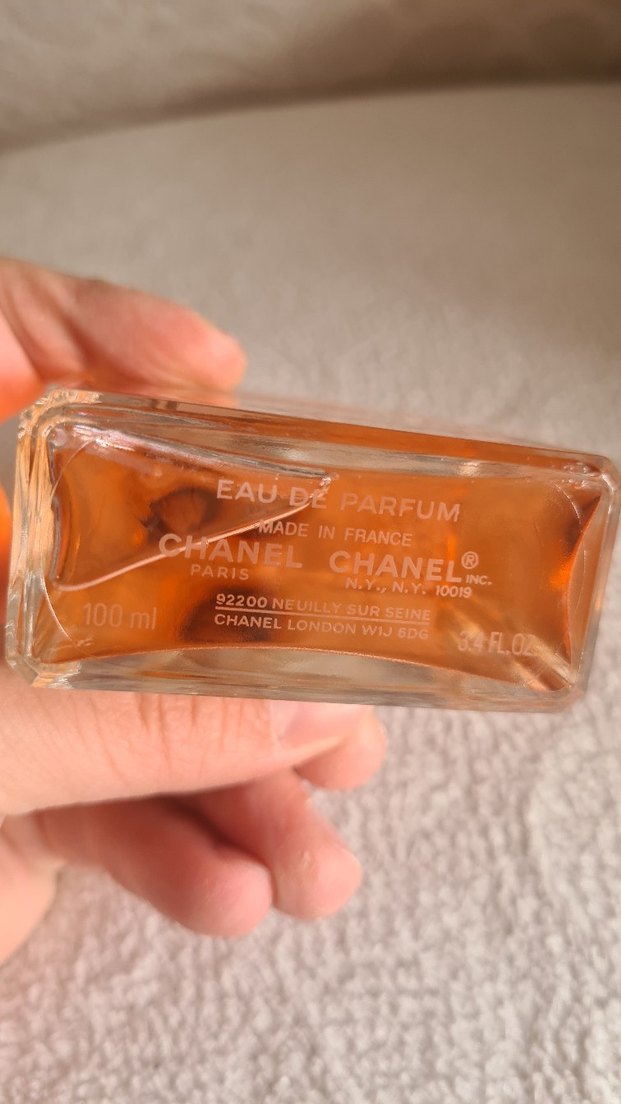 EAU DE PARFUM
MADE IN FRANCE
CHANEL CHANEL®
PARIS N.Y., N.Y. 10019 INC.
92200 NEUILLY SUR SEINE
100 ml CHANEL LONDON W1J 6DG 3.4 FL.OZ